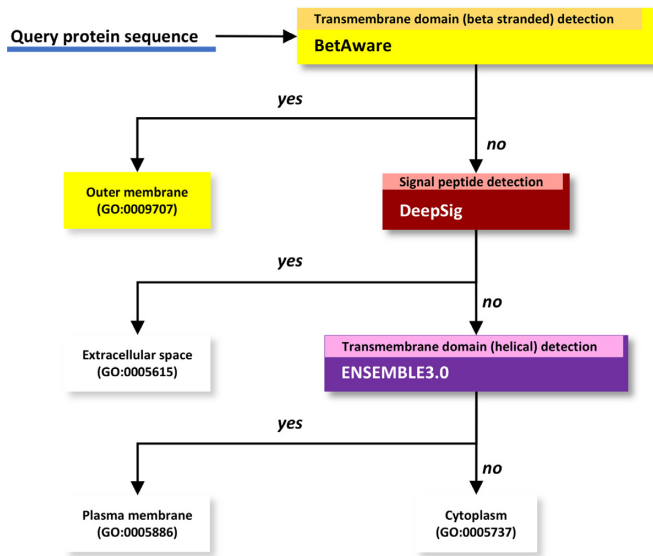 Transmembrane domain (beta stranded) detection
Query protein sequence
BetAware
yes
no
Outer membrane
(GO:0009707)
Signal peptide detection
DeepSig
yes
no
Extracellular space
(GO:0005615)
Transmembrane domain (helical) detection
ENSEMBLE3.0
yes
no
Plasma membrane
(GO:0005886)
Cytoplasm
(GO:0005737)